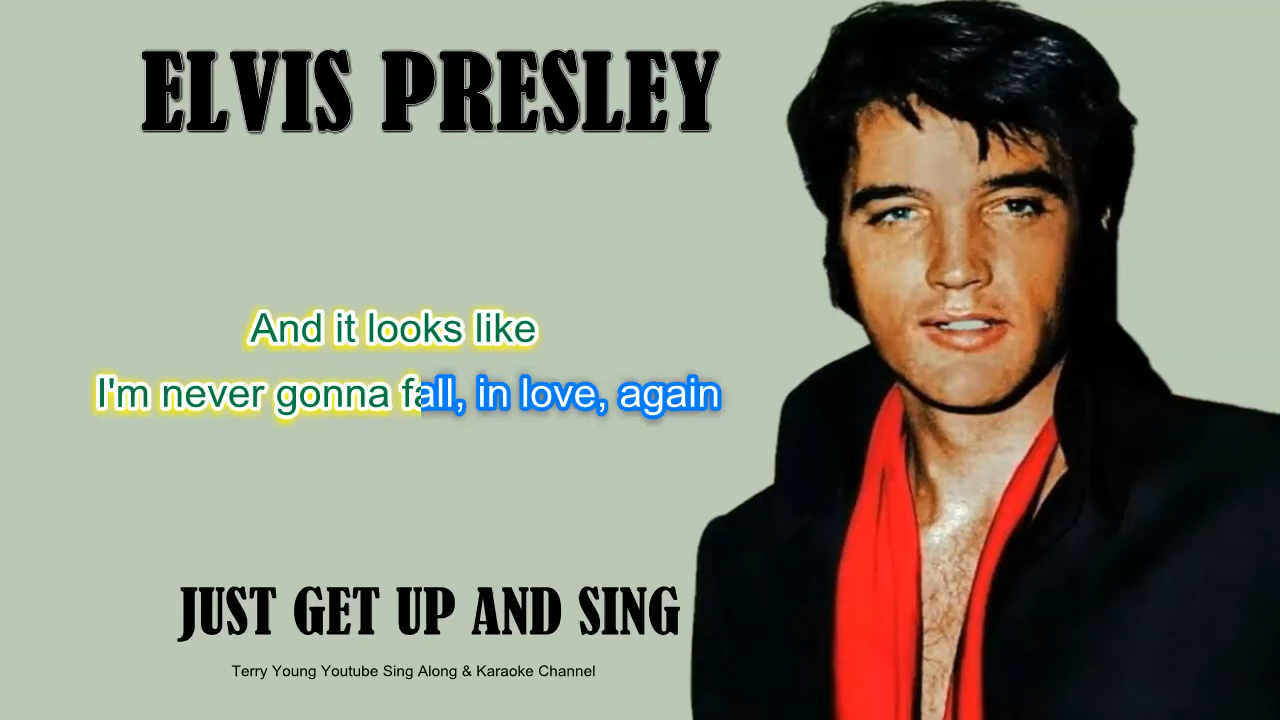 ELVIS PRESLEY
And it looks like
I'm never gonna fall, in love, again
JUST GET UP AND SING
Terry Young Youtube Sing Along & Karaoke Channel